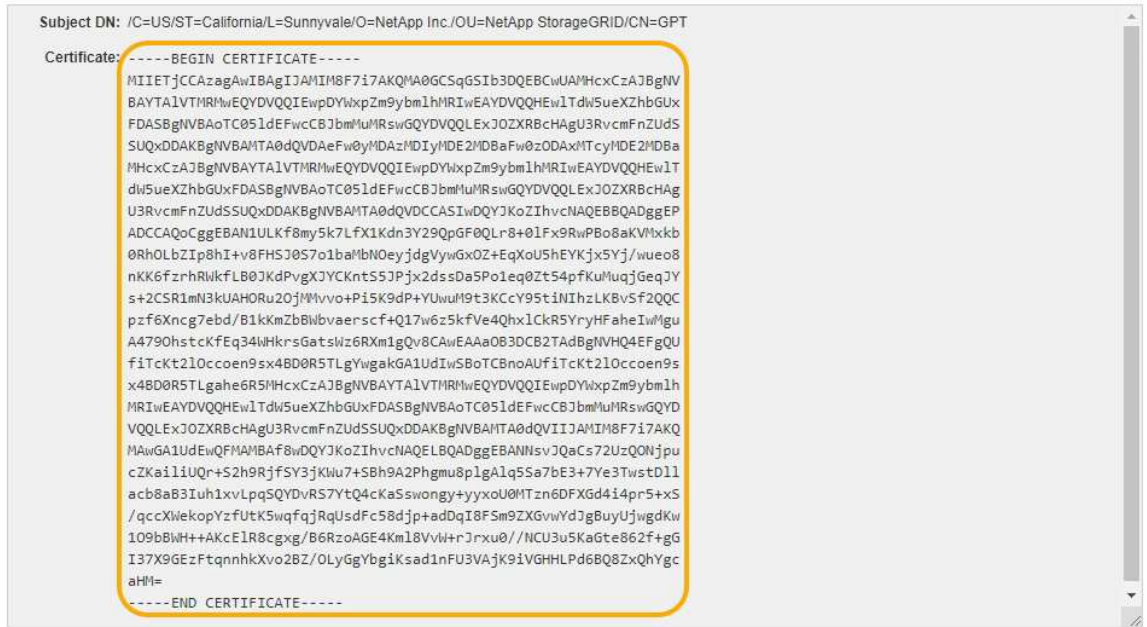 Subject DN: /C=US/ST=California/L=Sunnyvale/O=NetApp Inc./OU=NetApp StorageGRID/CN=GPT
Certificate: -----BEGIN CERTIFICATE-----
MIIETjCCAzagAwIBAgIJAMIM8F7i7AKQMA0GCSqGSIb3DQEBCwUAMHcxCzAJBgNV
BAYTAlVTMRMwEQYDVQQIEwpDYWxpZm9ybmlhMRIwEAYDVQQHEwlTdW5ueXZhbGUx
FDASBgNVBAoTC05ldEFwcCBJbmMuMRswGQYDVQQLExJOZXRBcHAgU3RvcmFnZUdS
SUQxDDAKBgNVBAMTA0dQVDAeFw0yMDAzMDIyMDE2MDBaFw0zODAxMTcyMDE2MDBa
MHcxCzAJBgNVBAYTAlVTMRMwEQYDVQQIEwpDYWxpZm9ybmlhMRIwEAYDVQQHEwlT
dW5ueXZhbGUxFDASBgNVBAoTC05ldEFwcCBJbmMuMRswGQYDVQQLExJOZXRBcHAg
U3RvcmFnZUdSSUQxDDAKBgNVBAMTA0dQVDCCASIwDQYJKoZIhvcNAQEBBQADggEP
ADCCAQoCggEBAN1ULKf8my5k7LfX1Kdn3Y29QpGF0QLr8+0lFx9RwPBo8aKVMxkb
0RhOLbZIp8hI+v8FHSJ0S7o1baMbNOeyjdgVywGxOZ+EqXoU5hEYKjx5Yj/wueo8
nKK6fzrhRWkfLB0JKdPvgXJYCKntS5JPjx2dssDa5Po1eq0Zt54pfKuMuqjGeqJY
s+2CSR1mN3kUAHORu2OjMMvvo+Pi5K9dP+YUwuM9t3KCcY95tiNIhzLKBvSf2QQC
pzf6Xncg7ebd/B1kKmZbBWbvaerscf+Q17w6z5kfVe4QhxlCkR5YryHFaheIwMgu
A479OhstcKfEq34WHkrsGatsWz6RXm1gQv8CAwEAAaOB3DCB2TAdBgNVHQ4EFgQU
fiTcKt2lOccoen9sx4BD0R5TLgYwgakGA1UdIwSBoTCBnoAUfiTcKt2lOccoen9s
x4BD0R5TLgahe6R5MHcxCzAJBgNVBAYTAlVTMRMwEQYDVQQIEwpDYWxpZm9ybmlh
MRIwEAYDVQQHEwlTdW5ueXZhbGUxFDASBgNVBAoTC05ldEFwcCBJbmMuMRswGQYD
VQQLExJOZXRBcHAgU3RvcmFnZUdSSUQxDDAKBgNVBAMTA0dQVIIJAMIM8F7i7AKQ
MAwGA1UdEwQFMAMBAf8wDQYJKoZIhvcNAQELBQADggEBANNsvJQaCs72UzQONjpu
cZKailiUQr+S2h9RjfSY3jKWu7+SBh9A2Phgmu8plgAlq5Sa7bE3+7Ye3TwstDll
acb8aB3Iuh1xvLpqSQYDvRS7YtQ4cKaSswongy+yyxoU0MTzn6DFXGd4i4pr5+xS
/qccXWekopYzfUtK5wqfqjRqUsdFc58djp+adDqI8FSm9ZXGvwYdJgBuyUjwgdKw
1O9bBWH++AKcElR8cgxg/B6RzoAGE4Kml8VvW+rJrxu0//NCU3u5KaGte862f+gG
I37X9GEzFtqnnhkXvo2BZ/OLyGgYbgiKsad1nFU3VAjK9iVGHHLPd6BQ8ZxQhYgc
aHM=
-----END CERTIFICATE-----